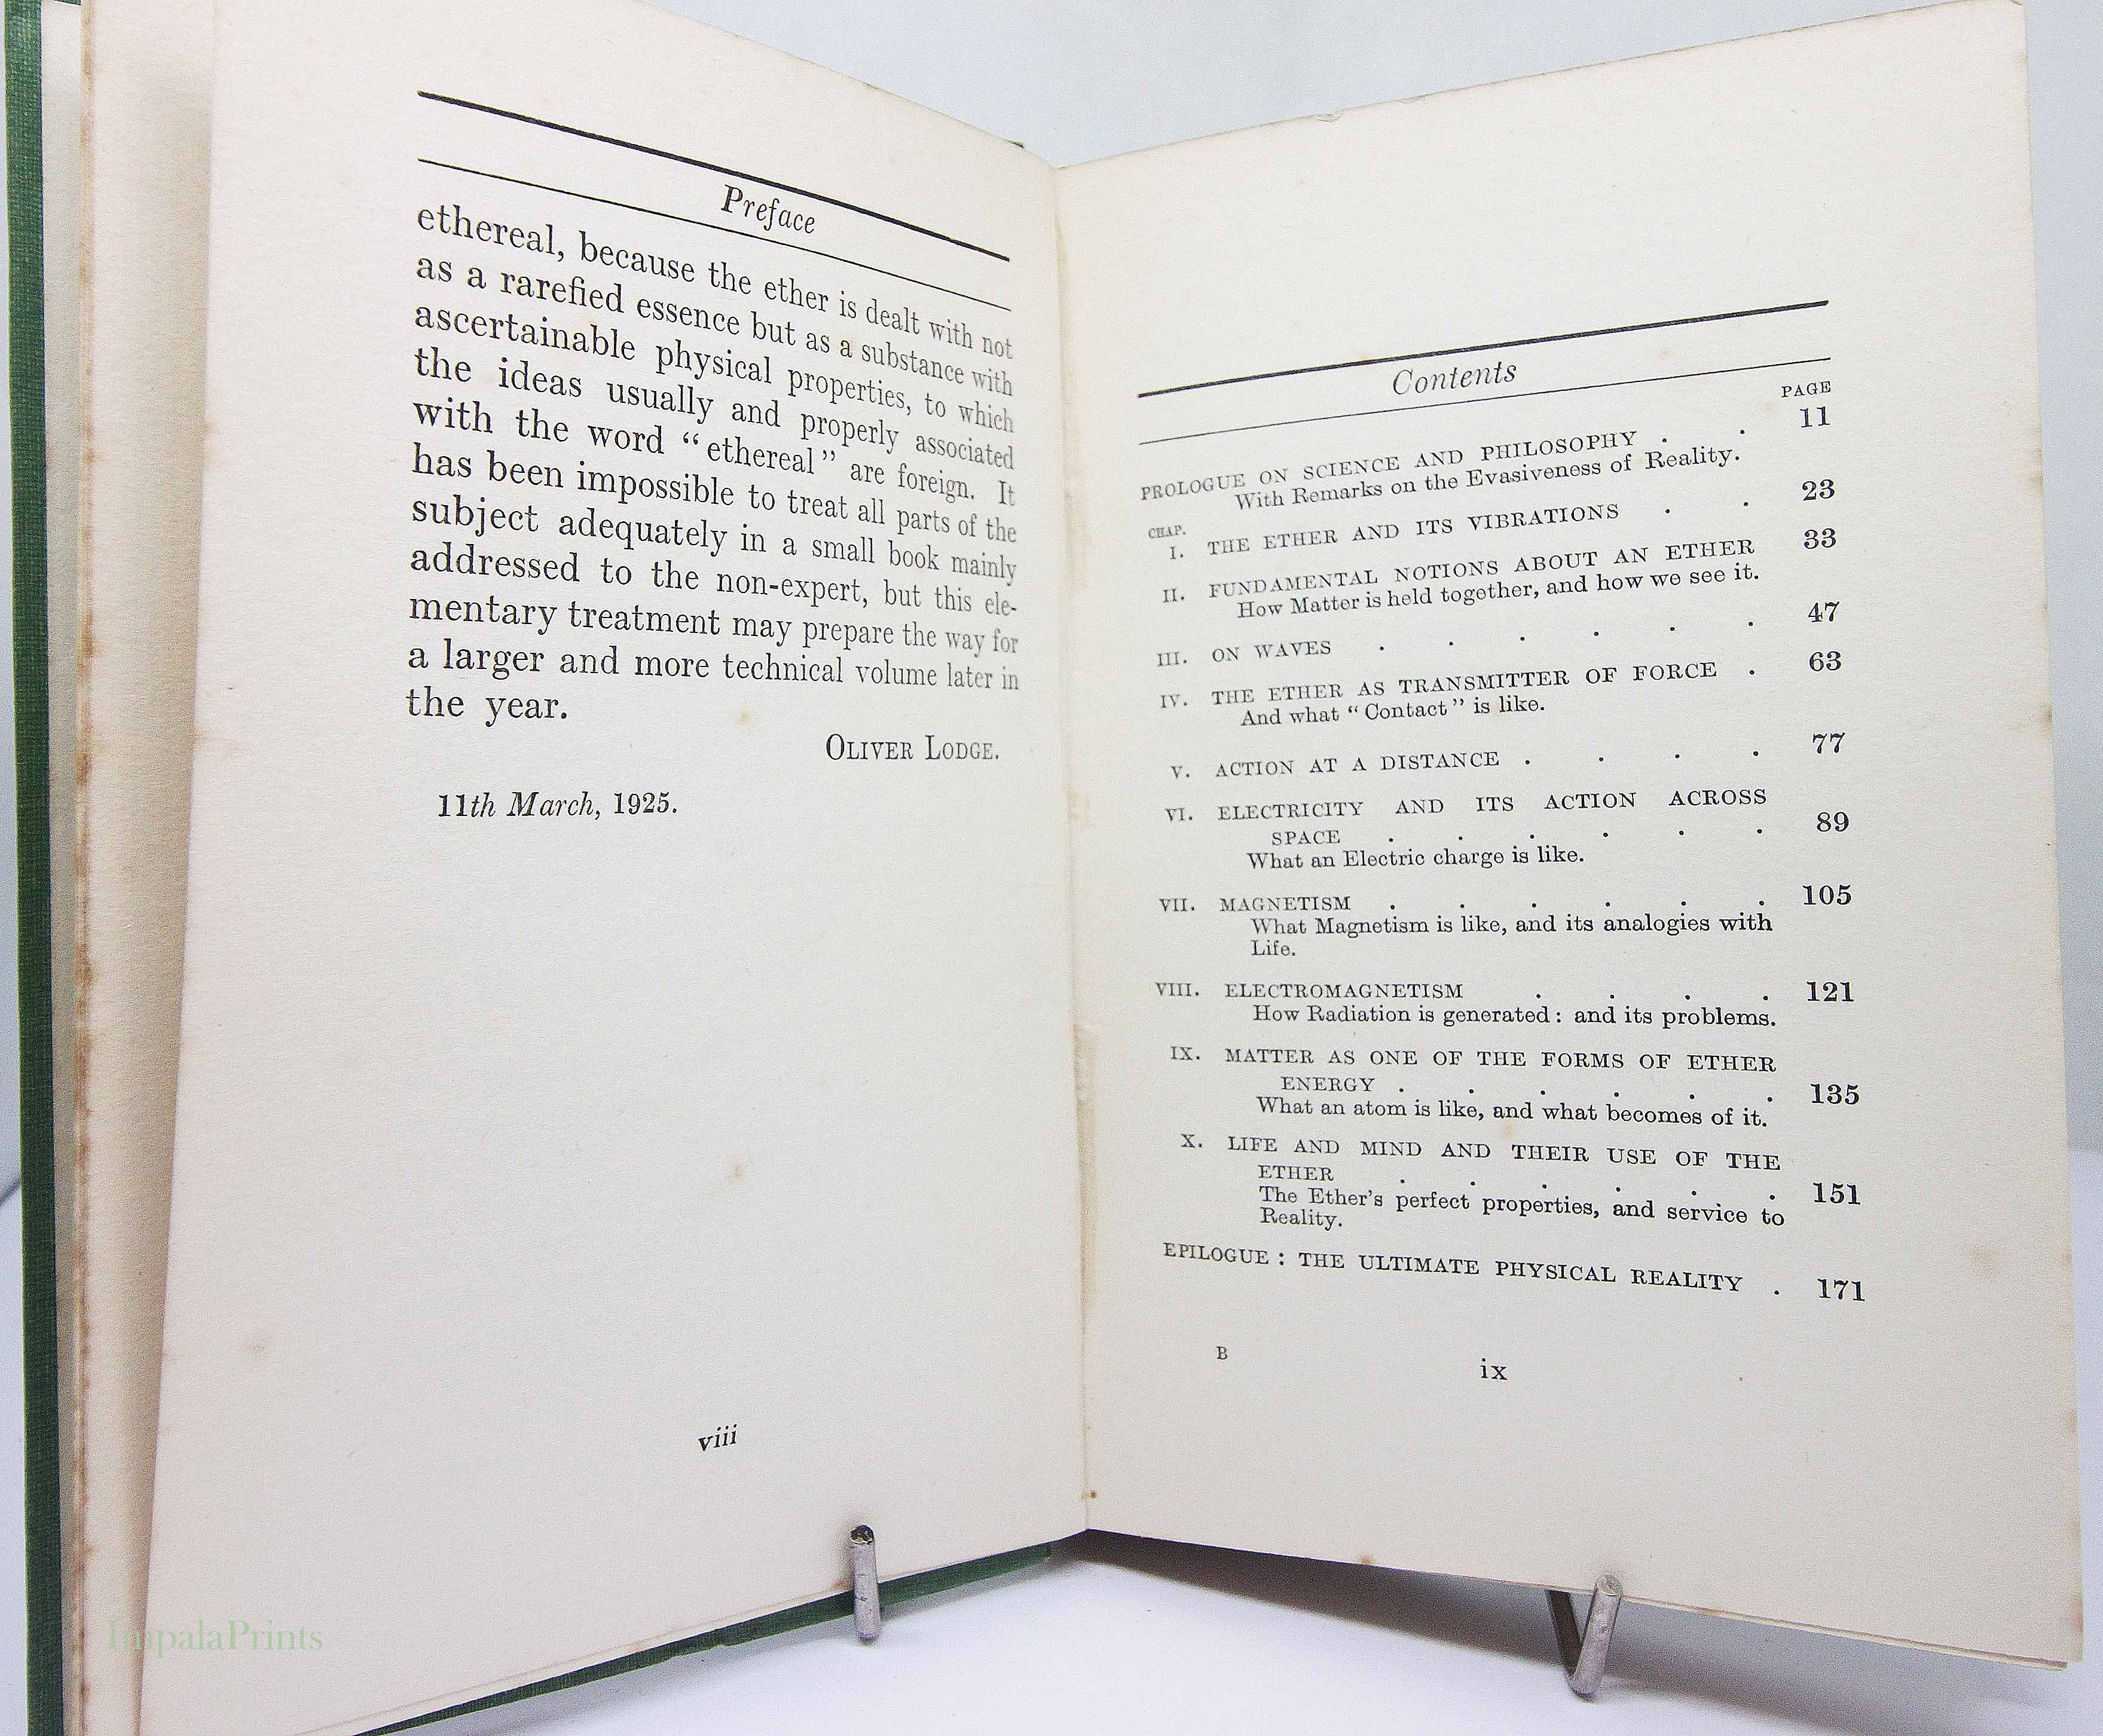 Preface
ethereal, because the ether is dealt with not
as a rarefied essence but as a substance with
ascertainable physical properties, to which
the ideas usually and properly associated
with the word “ethereal” are foreign. It
has been impossible to treat all parts of the
subject adequately in a small book mainly
addressed to the non-expert, but this ele-
mentary treatment may prepare the way for
a larger and more technical volume later in
the year.
OLIVER LODGE.
11th March, 1925.
viii
Contents
PAGE
PROLOGUE ON SCIENCE AND PHILOSOPHY . . 11
With Remarks on the Evasiveness of Reality.
CHAP.
I. THE ETHER AND ITS VIBRATIONS . . 23
II. FUNDAMENTAL NOTIONS ABOUT AN ETHER 33
How Matter is held together, and how we see it.
III. ON WAVES . . . . . . 47
IV. THE ETHER AS TRANSMITTER OF FORCE . 63
And what “Contact” is like.
V. ACTION AT A DISTANCE . . . . 77
VI. ELECTRICITY AND ITS ACTION ACROSS
SPACE . . . . . . 89
What an Electric charge is like.
VII. MAGNETISM . . . . . . 105
What Magnetism is like, and its analogies with
Life.
VIII. ELECTROMAGNETISM . . . . 121
How Radiation is generated: and its problems.
IX. MATTER AS ONE OF THE FORMS OF ETHER
ENERGY . . . . . . 135
What an atom is like, and what becomes of it.
X. LIFE AND MIND AND THEIR USE OF THE
ETHER . . . . . . 151
The Ether's perfect properties, and service to
Reality.
EPILOGUE: THE ULTIMATE PHYSICAL REALITY . 171
B
ix
ImpalaPrints